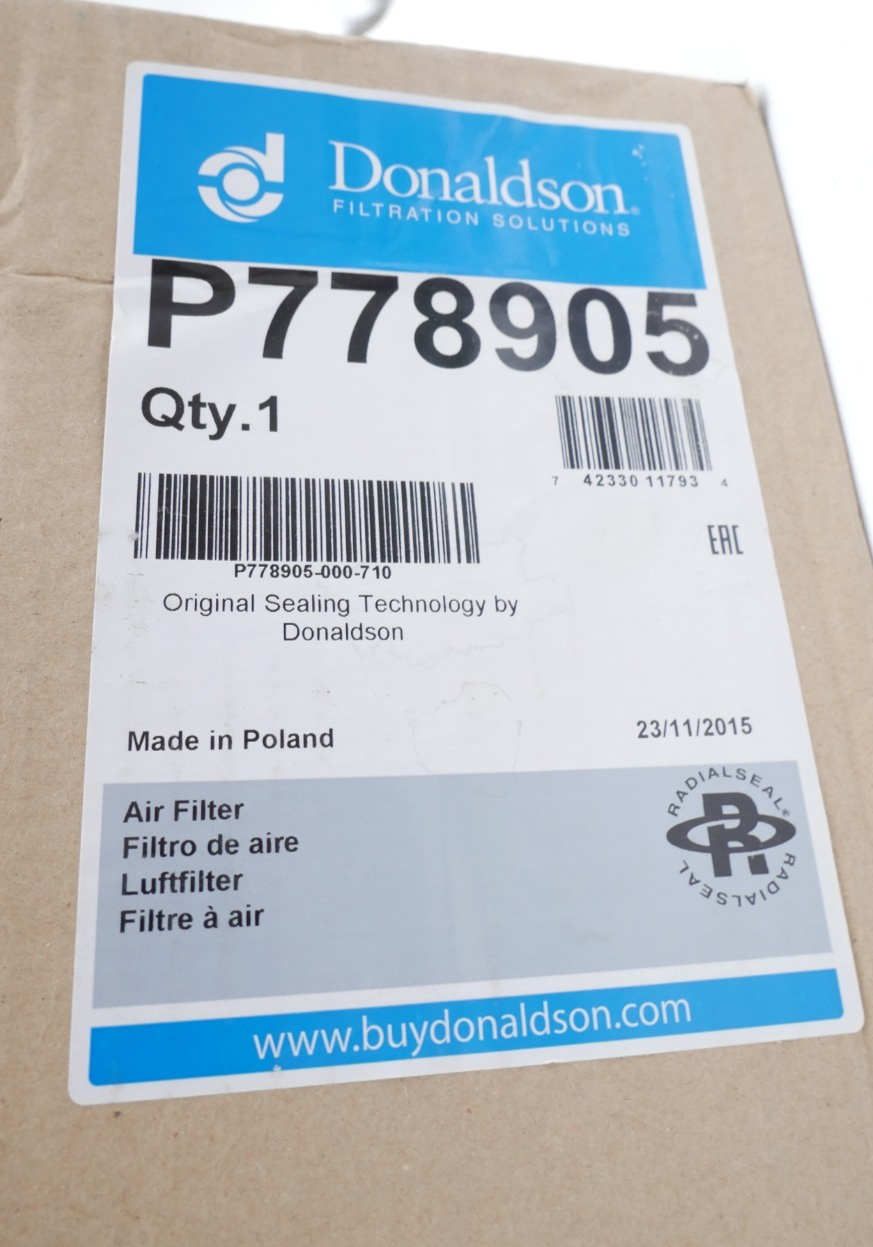 Donaldson®
FILTRATION SOLUTIONS
P778905
Qty.1
7 42330 11793 4
P778905-000-710
EAC
Original Sealing Technology by
Donaldson
Made in Poland
23/11/2015
Air Filter
Filtro de aire
Luftfilter
Filtre à air
RADIALSEAL®
RADIALSEAL
www.buydonaldson.com